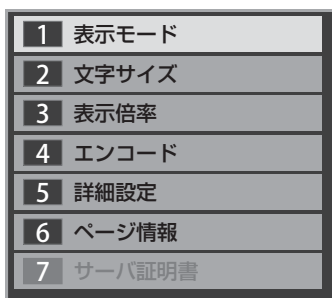 1 表示モード
2 文字サイズ
3 表示倍率
4 エンコード
5 詳細設定
6 ページ情報
7 サーバ証明書